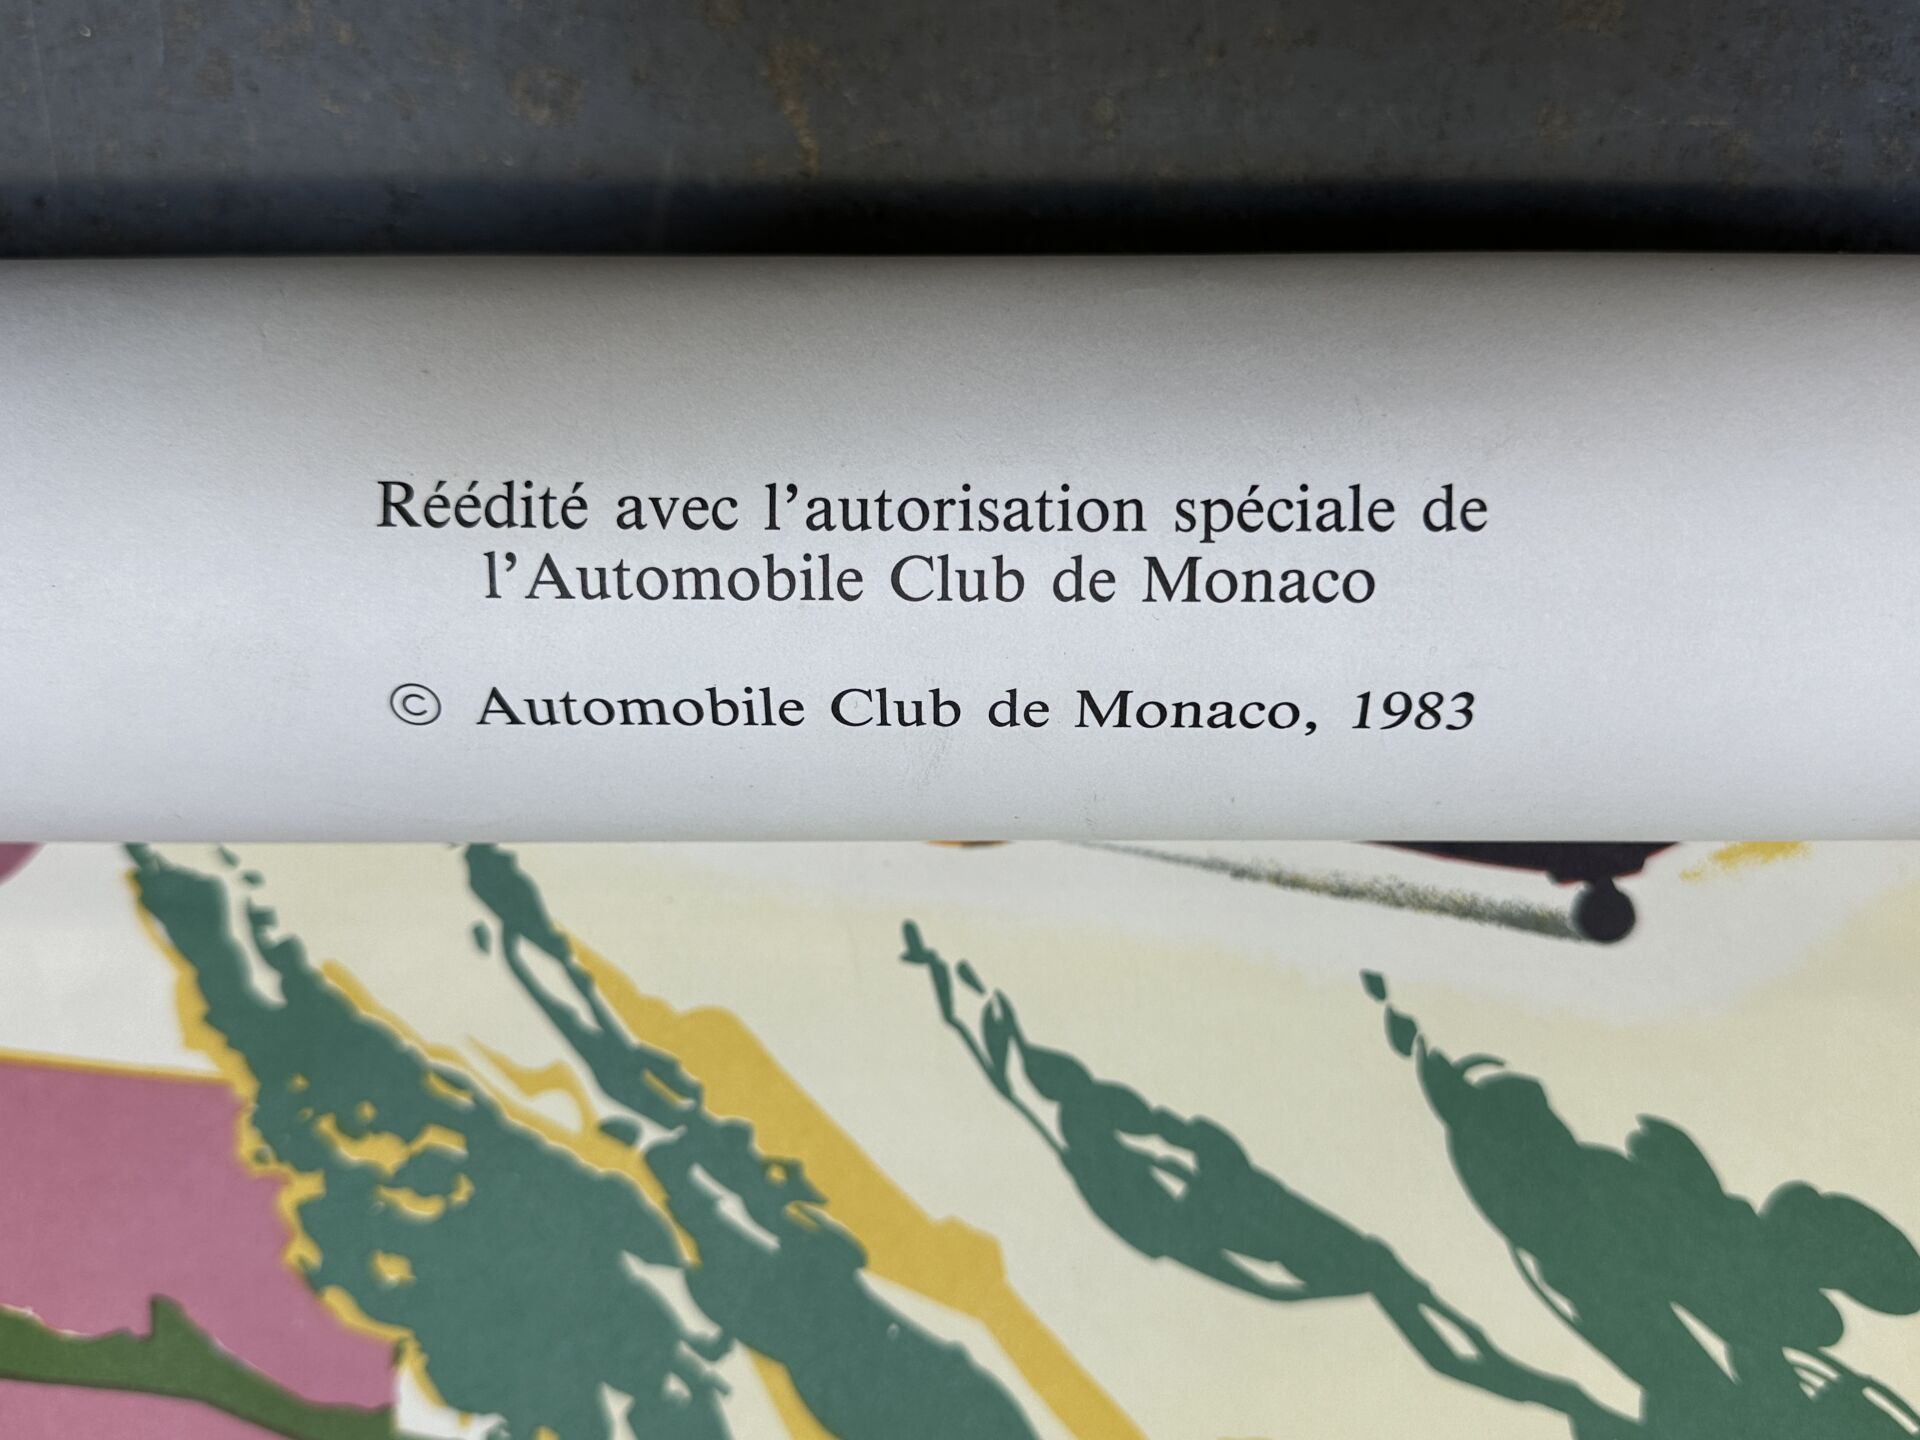 Réédité avec l’autorisation spéciale de
l’Automobile Club de Monaco
© Automobile Club de Monaco, 1983